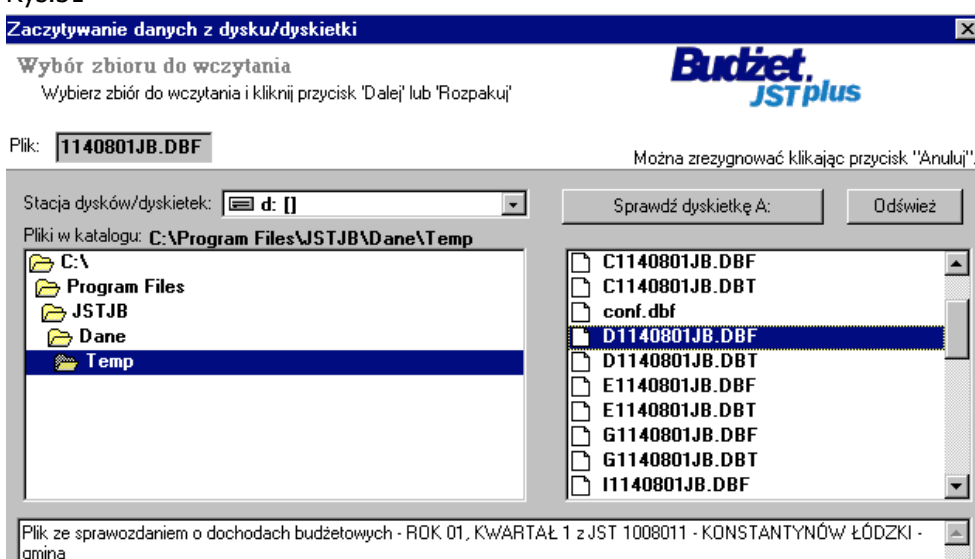 Zaczytywanie danych z dysku/dyskietki
Wybór zbioru do wczytania
Wybierz zbiór do wczytania i kliknij przycisk 'Dalej' lub 'Rozpakuj'
Budżet
JST plus
Plik: 1140801JB.DBF
Można zrezygnować klikając przycisk "Anuluj".
Stacja dysków/dyskietek: d: []
Sprawdź dyskietkę A:
Odśwież
Pliki w katalogu: C:\Program Files\JSTJB\Dane\Temp
C:\
Program Files
JSTJB
Dane
Temp
C1140801JB.DBF
C1140801JB.DBT
conf.dbf
D1140801JB.DBF
D1140801JB.DBT
E1140801JB.DBF
E1140801JB.DBT
G1140801JB.DBF
G1140801JB.DBT
I1140801JB.DBF
Plik ze sprawozdaniem o dochodach budżetowych - ROK 01, KWARTAŁ 1 z JST 1008011 - KONSTANTYNÓW ŁÓDZKI -
gmina